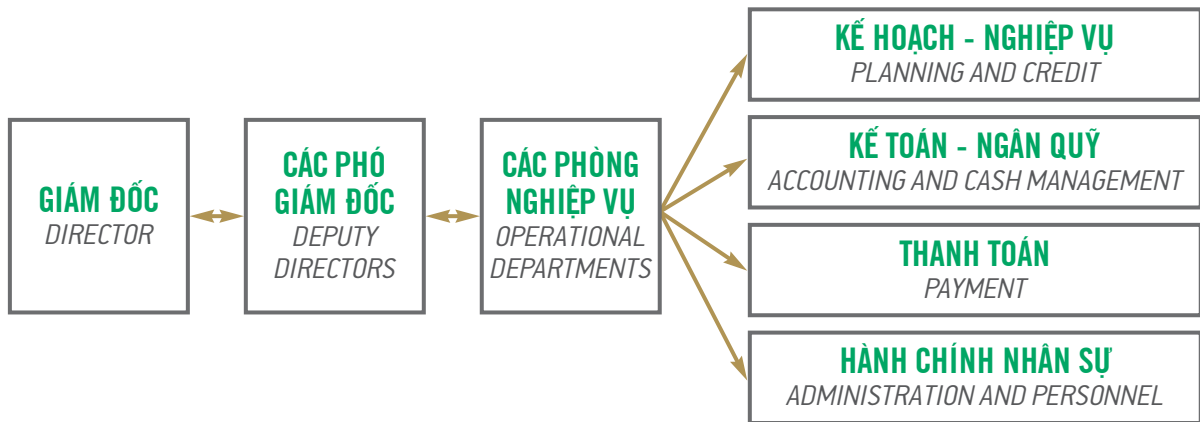 GIÁM ĐỐC
DIRECTOR
CÁC PHÓ
GIÁM ĐỐC
DEPUTY
DIRECTORS
CÁC PHÒNG
NGHIỆP VỤ
OPERATIONAL
DEPARTMENTS
KẾ HOẠCH - NGHIỆP VỤ
PLANNING AND CREDIT
KẾ TOÁN - NGÂN QUỸ
ACCOUNTING AND CASH MANAGEMENT
THANH TOÁN
PAYMENT
HÀNH CHÍNH NHÂN SỰ
ADMINISTRATION AND PERSONNEL